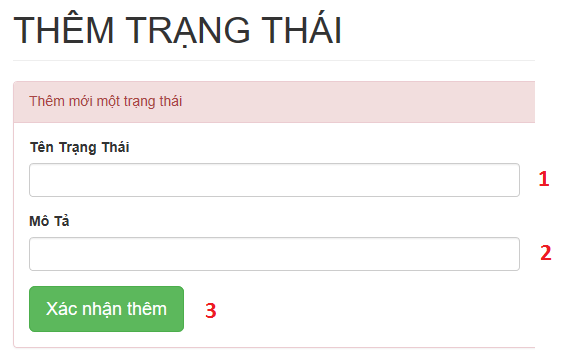 THÊM TRẠNG THÁI
Thêm mới một trạng thái
Tên Trạng Thái
1
Mô Tả
2
Xác nhận thêm 3